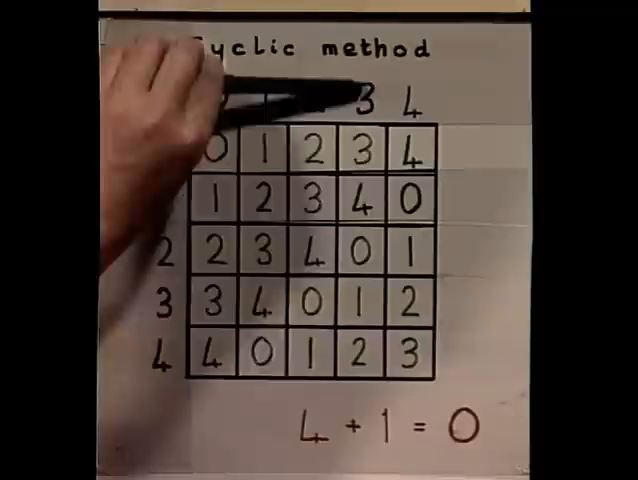 Cyclic method
3 4
0 1 2 3 4
1 2 3 4 0
2 2 3 4 0 1
3 3 4 0 1 2
4 4 0 1 2 3
4 + 1 = 0